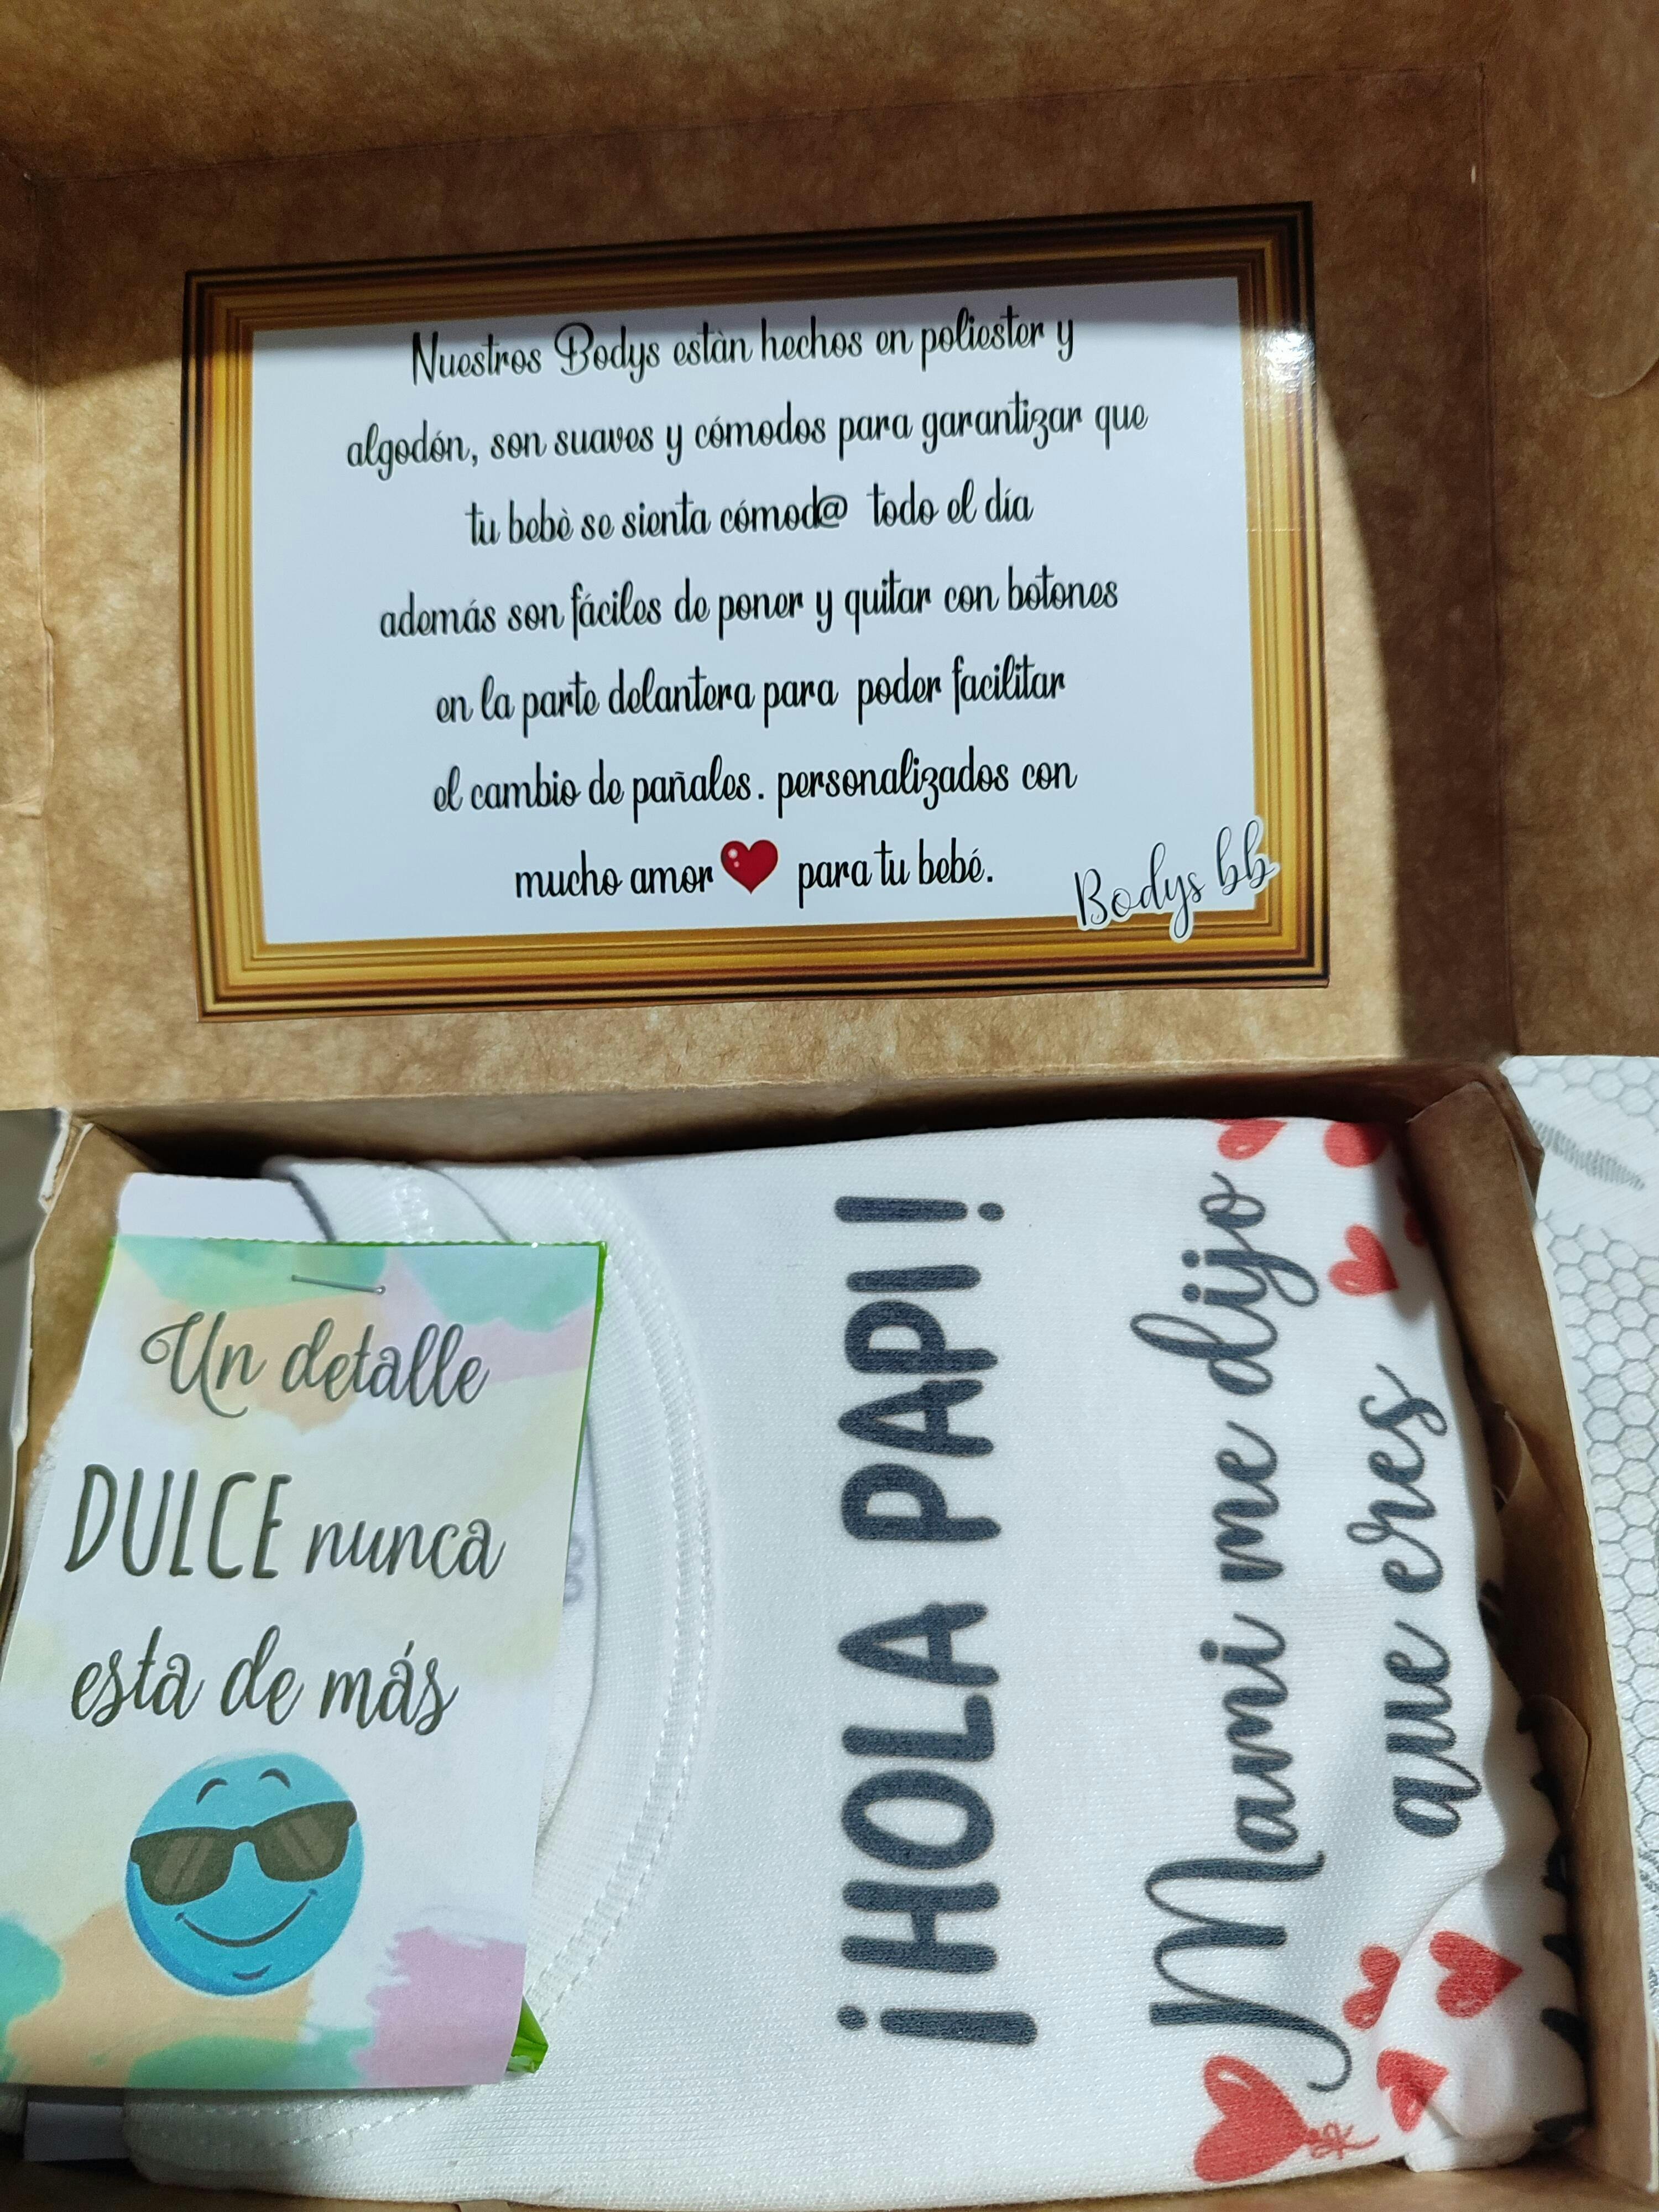 Nuestros Bodys estàn hechos en poliester y
algodón, son suaves y cómodos para garantizar que
tu bebè se sienta cómod@ todo el día
además son fáciles de poner y quitar con botones
en la parte delantera para poder facilitar
el cambio de pañales. personalizados con
mucho amor ❤ para tu bebé.
Bodys bb
Un detalle
DULCE nunca
esta de más
¡HOLA PAPI!
Mami me dijo
que eres